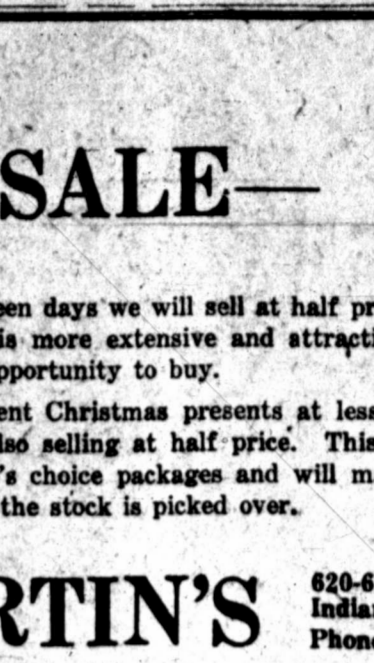 SALE—
een days we will sell at half pr
is more extensive and attracti
pportunity to buy.
ent Christmas presents at less
lso selling at half price. This
's choice packages and will m
the stock is picked over.
RTIN'S
620-6
Indian
Phone